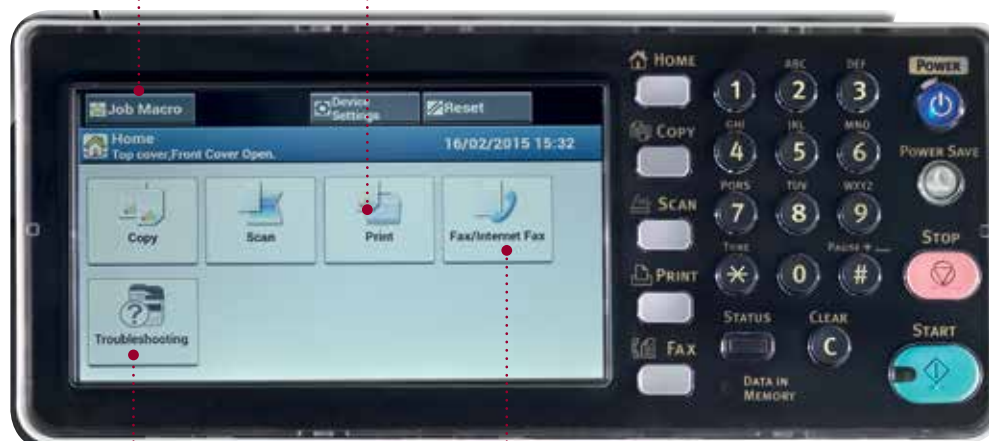 Job Macro
Device
Settings
Reset
Home
Top cover,Front Cover Open.
16/02/2015 15:32
Copy
Scan
Print
Fax/Internet Fax
Troubleshooting
HOME
COPY
SCAN
PRINT
FAX
ABC
DEF
1
2
3
GHI
JKL
MNO
4
5
6
PQRS
TUV
WXYZ
7
8
9
TONE
0
#
STATUS
CLEAR
C
DATA IN
MEMORY
POWER
POWER SAVE
STOP
START